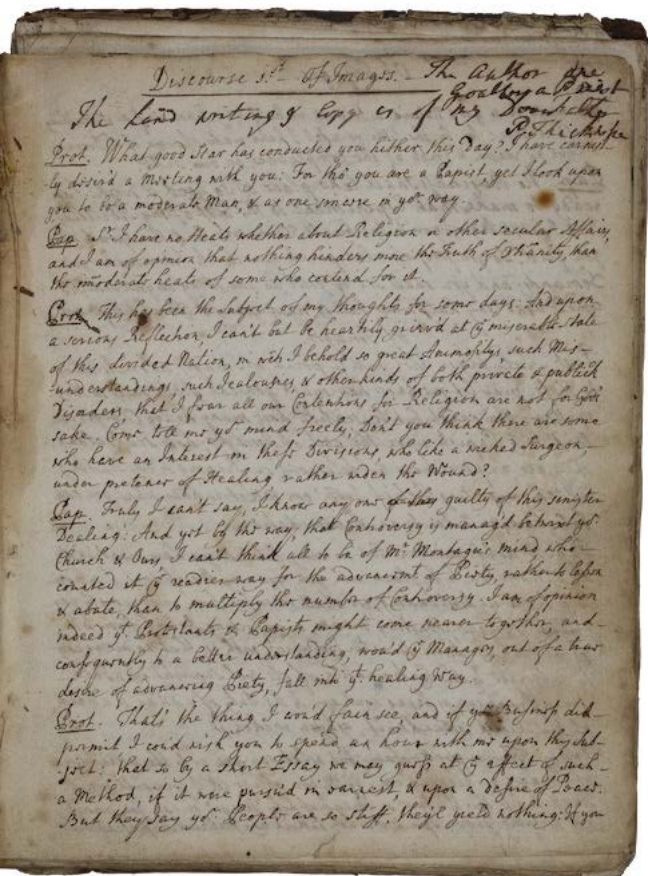 Discourse 1st. Of Images. The Author one
Gother a Priest
The hand writing & Copy is of my
Prot. What good Star has conducted you hither this Day? I have earnest-
ly desir'd a Meeting with you: For tho' you are a Papist, yet I look upon
you to be a moderate Man, & as one sincere in yor way
Pap. Sr. I have no Heats whether about Religion or other secular Affairs,
and I am of opinion that nothing hinders more the Truth of Xtianity, than
the imoderate heats of some who contend for it.
Prot. This has been the Subject of my thoughts for some days. And upon
a serious Reflection, I can't but be heartily griev'd at ye miserable state
of this divided Nation, in wch I behold so great Animositys, such Mis-
-understandings, such Jealousies, & other kinds of both private & publick
Disorders that I fear all our Contentions for Religion are not for God's
sake. Come tell me yor mind freely; Don't you think there are some
who have an Interest in these Divisions, who like a wicked Surgeon,
under pretence of Healing rather widen the Wound?
Pap. Truly I can't say, I know any one guilty of this sinister
Dealing: And yet by the way, that Controversy is manag'd betwixt yor
Church & Ours, I can't think all to be of Mr. Montague's mind who-
counted it ye readier way for the advancemt. of Piety, rather to lessen
& abate, than to multiply the number of Controversy. I am of opinion
indeed yt. Protestants & Papists might come nearer together, and-
consequently to a better understanding, wou'd ye Managers, out of a true
desire of advancing Piety, fall into yt. healing Way.
Prot. That's the thing I wou'd fain see, and if yor Business did-
permit I cou'd wish you to spend an hour with me upon this Sub-
-ject: that so by a short Essay we may guess at ye effect of such-
a Method, if it were pursu'd in earnest, & upon a desire of Peace.
But they say yor People are so stiff, they'l yield nothing: If you